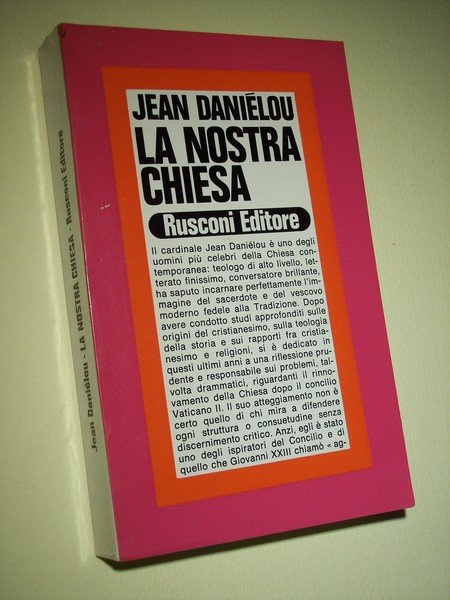 Jean Daniélou - LA NOSTRA CHIESA - Rusconi Editore
JEAN DANIÉLOU
LA NOSTRA
CHIESA
Rusconi Editore
Il cardinale Jean Daniélou è uno degli
uomini più celebri della Chiesa con-
temporanea: teologo di alto livello, let-
terato finissimo, conversatore brillante,
ha saputo incarnare perfettamente l'im-
magine del sacerdote e del vescovo
moderno fedele alla Tradizione. Dopo
avere condotto studi approfonditi sulle
origini del cristianesimo, sulla teologia
della storia e sui rapporti fra cristia-
nesimo e religioni, si è dedicato in
questi ultimi anni a una riflessione pru-
dente e responsabile sui problemi, tal-
volta drammatici, riguardanti il rinno-
vamento della Chiesa dopo il concilio
Vaticano II. Il suo atteggiamento non è
certo quello di chi mira a difendere
ogni struttura o consuetudine senza
discernimento critico. Anzi, egli è stato
uno degli ispiratori del Concilio e di
quello che Giovanni XXIII chiamò « ag-